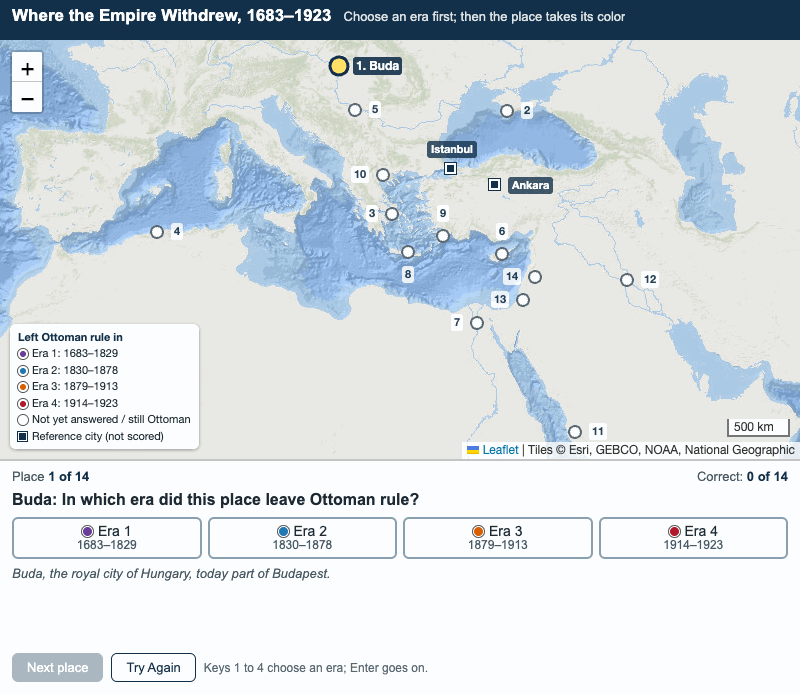 Where the Empire Withdrew, 1683–1923 Choose an era first; then the place takes its color
+
−
1. Buda
5
2
Istanbul
10
Ankara
3
9
4
6
8
14
12
13
7
11
Left Ottoman rule in
Era 1: 1683–1829
Era 2: 1830–1878
Era 3: 1879–1913
Era 4: 1914–1923
Not yet answered / still Ottoman
Reference city (not scored)
500 km
Leaflet | Tiles © Esri, GEBCO, NOAA, National Geographic
Place 1 of 14
Correct: 0 of 14
Buda: In which era did this place leave Ottoman rule?
Era 1
1683–1829
Era 2
1830–1878
Era 3
1879–1913
Era 4
1914–1923
Buda, the royal city of Hungary, today part of Budapest.
Next place
Try Again
Keys 1 to 4 choose an era; Enter goes on.